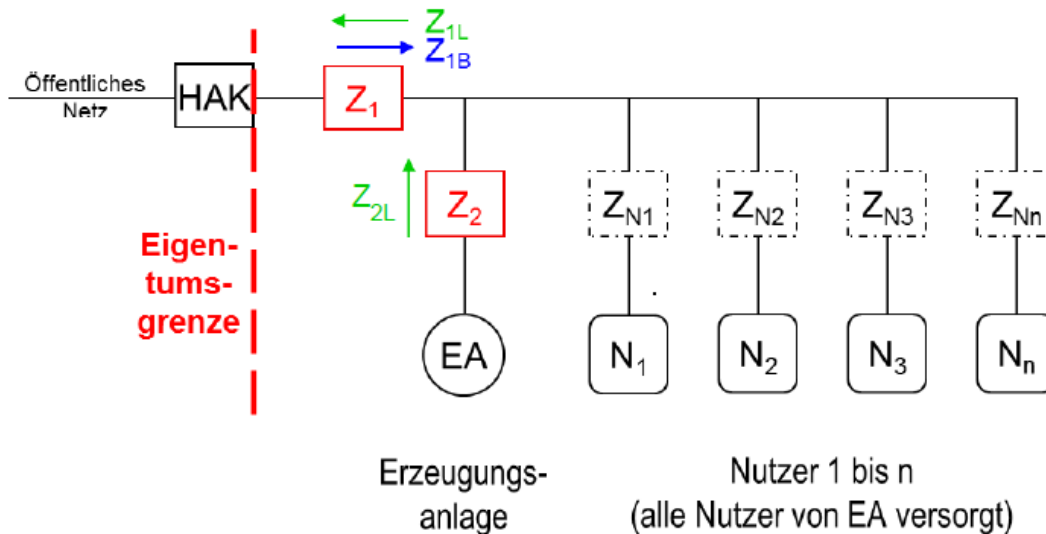 Z1L
Z1B
Öffentliches
Netz
HAK
Z1
Z2L
Z2
ZN1
ZN2
ZN3
ZNn
Eigen-
tums-
grenze
EA
N1
N2
N3
Nn
Erzeugungs-
anlage
Nutzer 1 bis n
(alle Nutzer von EA versorgt)